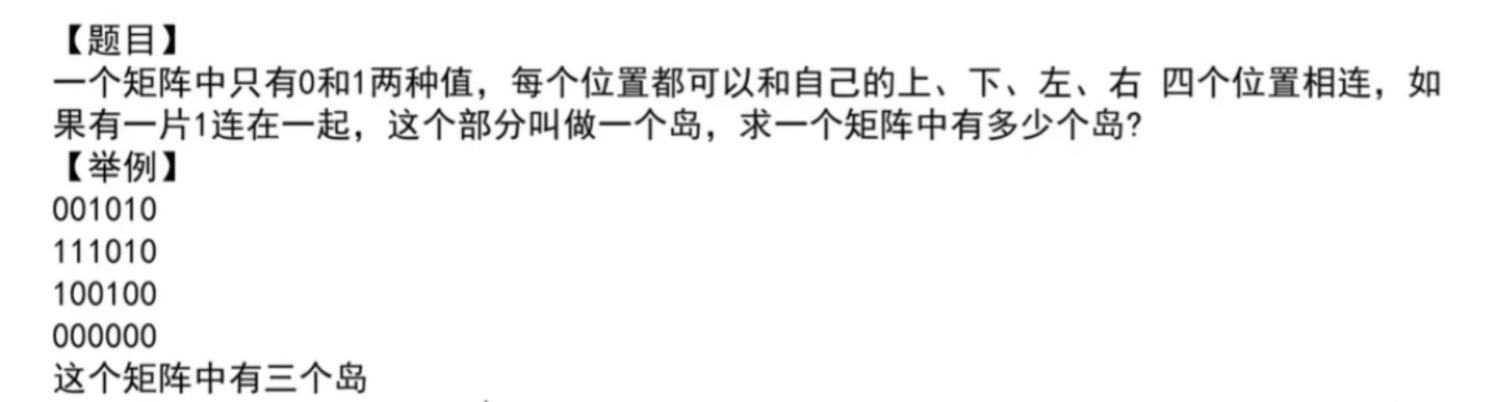 【题目】
一个矩阵中只有0和1两种值，每个位置都可以和自己的上、下、左、右 四个位置相连，如
果有一片1连在一起，这个部分叫做一个岛，求一个矩阵中有多少个岛?
【举例】
001010
111010
100100
000000
这个矩阵中有三个岛